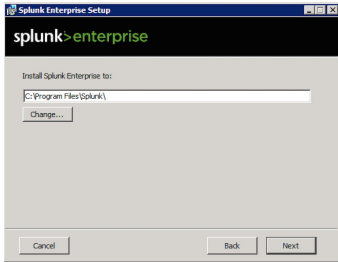 Splunk Enterprise Setup
splunk>enterprise
Install Splunk Enterprise to:
C:\Program Files\Splunk\
Change...
Cancel
Back
Next